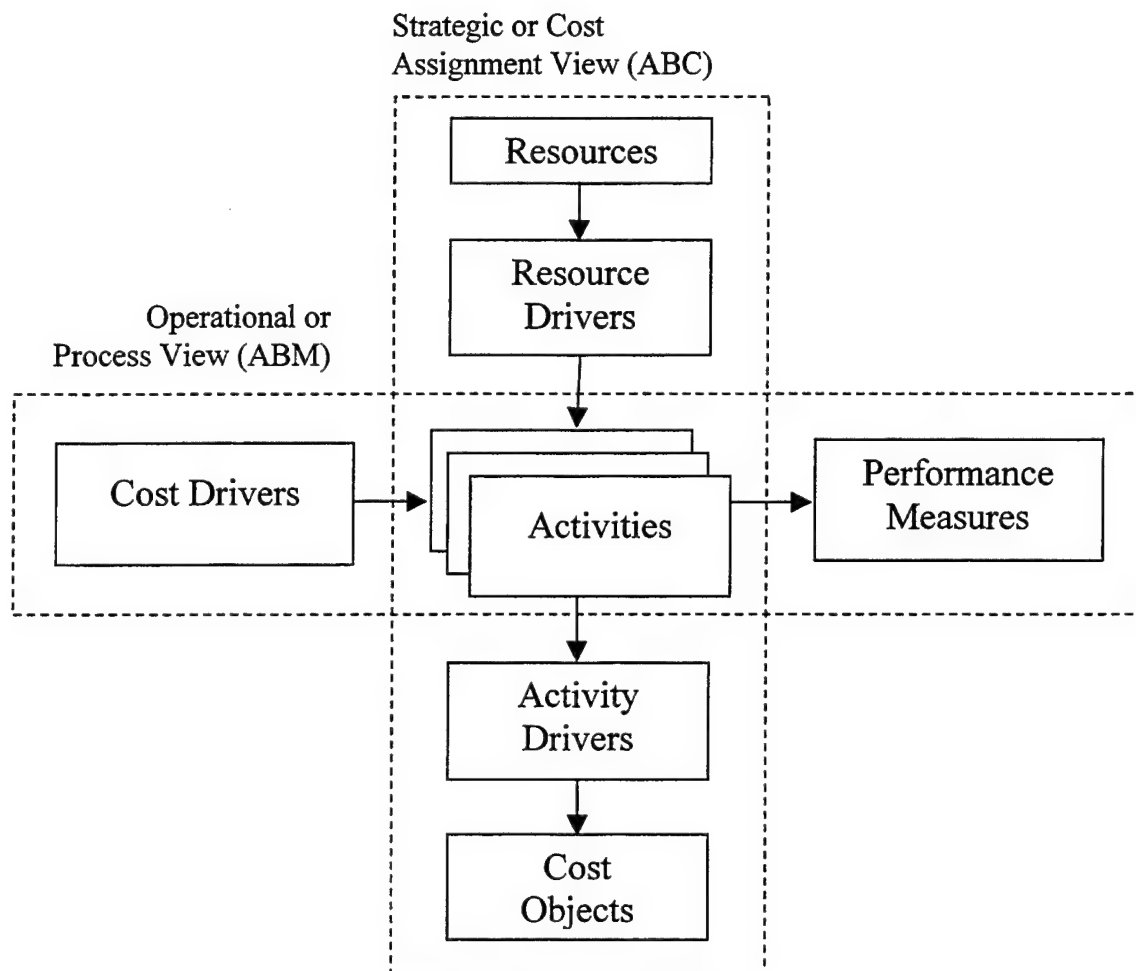 Strategic or Cost
Assignment View (ABC)
Resources
Resource
Drivers
Operational or
Process View (ABM)
Cost Drivers
Activities
Performance
Measures
Activity
Drivers
Cost
Objects